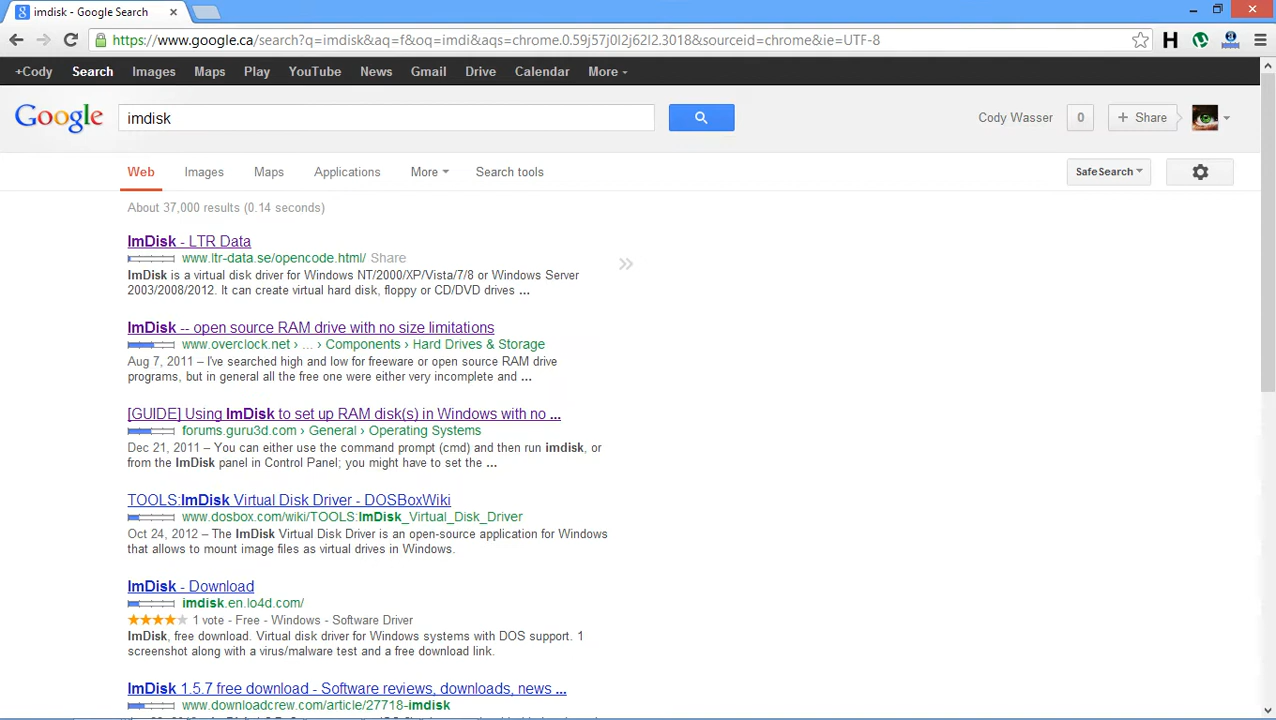 imdisk - Google Search
https://www.google.ca/search?q=imdisk&aq=f&oq=imdi&aqs=chrome.0.59j57j0l2j62l2.3018&sourceid=chrome&ie=UTF-8
+Cody Search Images Maps Play YouTube News Gmail Drive Calendar More
Google imdisk Cody Wasser 0 + Share
Web Images Maps Applications More Search tools SafeSearch
About 37,000 results (0.14 seconds)
ImDisk - LTR Data
www.ltr-data.se/opencode.html/ Share
ImDisk is a virtual disk driver for Windows NT/2000/XP/Vista/7/8 or Windows Server
2003/2008/2012. It can create virtual hard disk, floppy or CD/DVD drives ...
ImDisk -- open source RAM drive with no size limitations
www.overclock.net › ... › Components › Hard Drives & Storage
Aug 7, 2011 – I've searched high and low for freeware or open source RAM drive
programs, but in general all the free one were either very incomplete and ...
[GUIDE] Using ImDisk to set up RAM disk(s) in Windows with no ...
forums.guru3d.com › General › Operating Systems
Dec 21, 2011 – You can either use the command prompt (cmd) and then run imdisk, or
from the ImDisk panel in Control Panel; you might have to set the ...
TOOLS:ImDisk Virtual Disk Driver - DOSBoxWiki
www.dosbox.com/wiki/TOOLS:ImDisk_Virtual_Disk_Driver
Oct 24, 2012 – The ImDisk Virtual Disk Driver is an open-source application for Windows
that allows to mount image files as virtual drives in Windows.
ImDisk - Download
imdisk.en.lo4d.com/
1 vote - Free - Windows - Software Driver
ImDisk, free download. Virtual disk driver for Windows systems with DOS support. 1
screenshot along with a virus/malware test and a free download link.
ImDisk 1.5.7 free download - Software reviews, downloads, news ...
www.downloadcrew.com/article/27718-imdisk